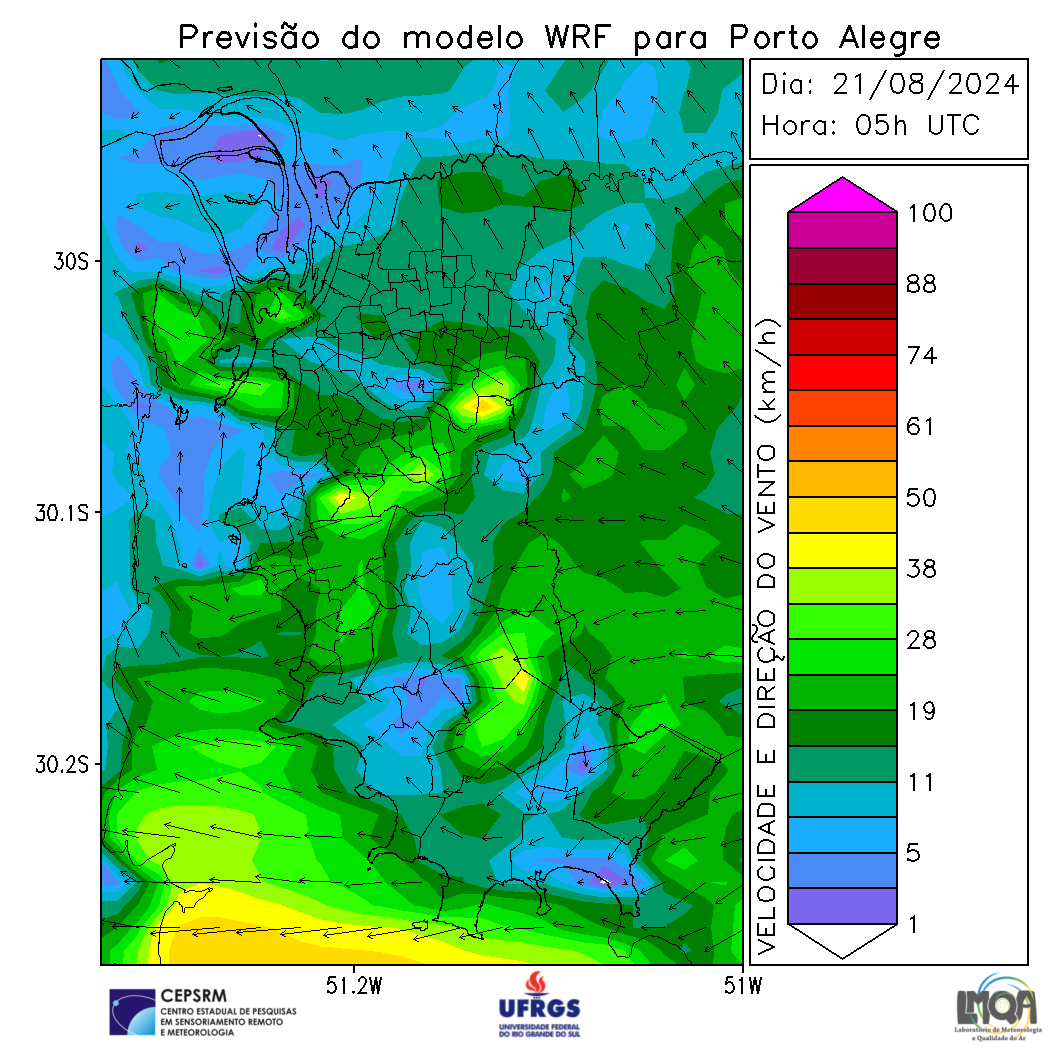 Previsão do modelo WRF para Porto Alegre
Dia: 21/08/2024
Hora: 05h UTC
30S
30.1S
30.2S
51.2W
51W
VELOCIDADE E DIREÇÃO DO VENTO (km/h)
100
88
74
61
50
38
28
19
11
5
1
CEPSRM
CENTRO ESTADUAL DE PESQUISAS
EM SENSORIAMENTO REMOTO
E METEOROLOGIA
UFRGS
UNIVERSIDADE FEDERAL
DO RIO GRANDE DO SUL
LMQA
Laboratório de Meteorologia
e Qualidade do Ar